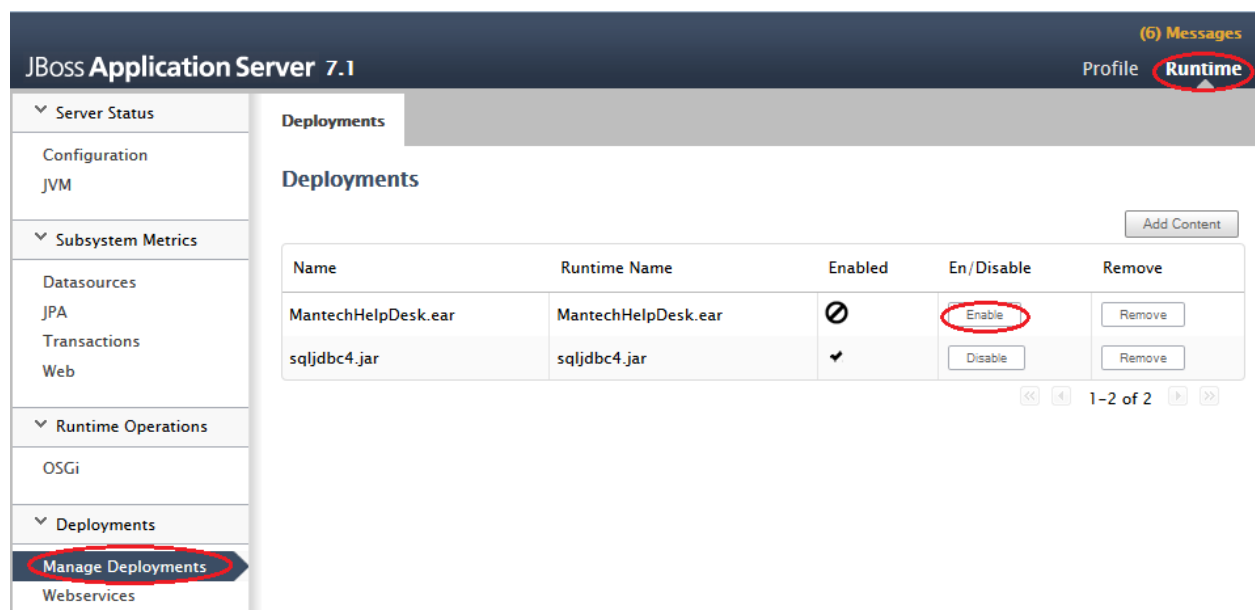 (6) Messages
JBoss Application Server 7.1
Profile Runtime
Server Status
Configuration
JVM
Subsystem Metrics
Datasources
JPA
Transactions
Web
Runtime Operations
OSGi
Deployments
Manage Deployments
Webservices
Deployments
Deployments
Add Content
Name Runtime Name Enabled En/Disable Remove
MantechHelpDesk.ear MantechHelpDesk.ear Enable Remove
sqljdbc4.jar sqljdbc4.jar Disable Remove
1-2 of 2